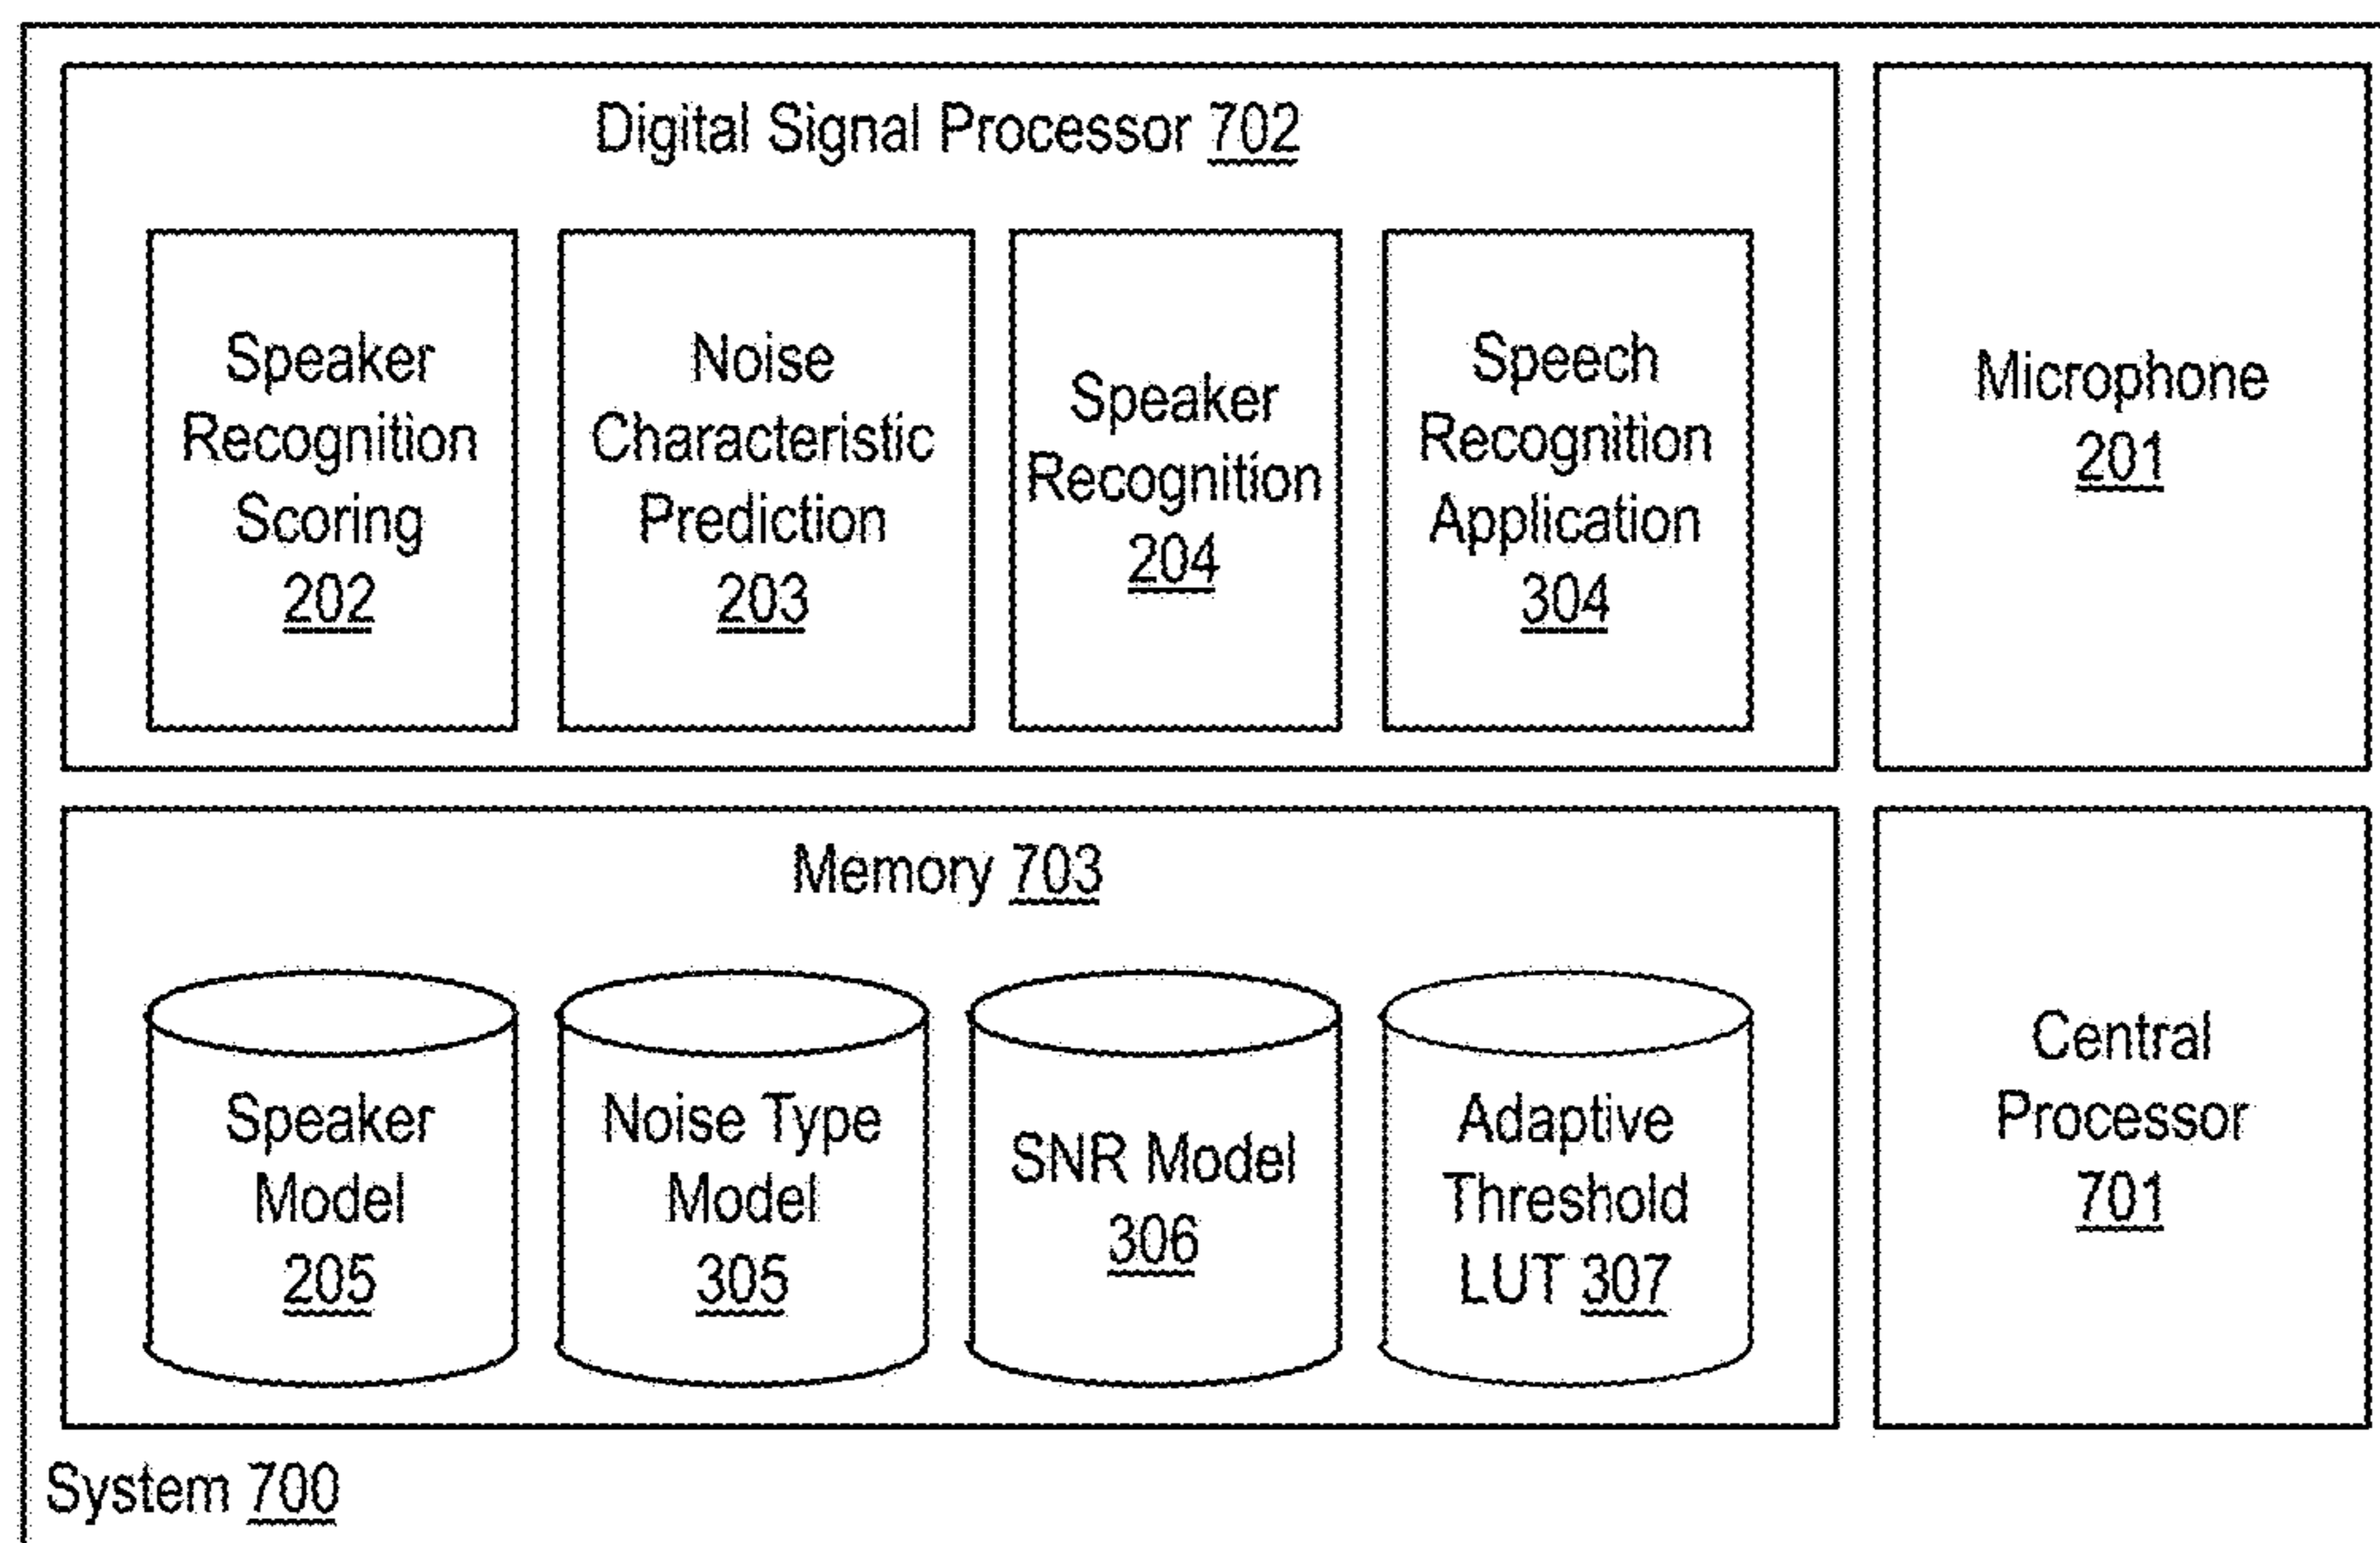 Digital Signal Processor 702
Speaker
Recognition
Scoring
202
Noise
Characteristic
Prediction
203
Speaker
Recognition
204
Speech
Recognition
Application
304
Microphone
201
Memory 703
Speaker
Model
205
Noise Type
Model
305
SNR Model
306
Adaptive
Threshold
LUT 307
Central
Processor
701
System 700